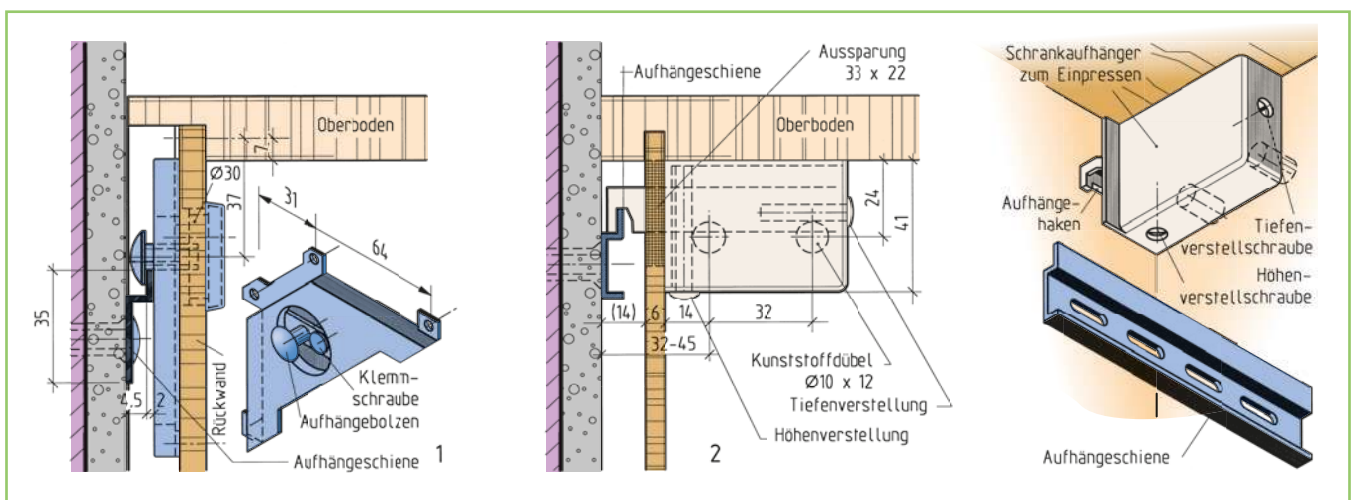 Oberboden
7
Ø30
37
31
64
35
4,5
2
Rückwand
Klemm-
schraube
Aufhängebolzen
Aufhängeschiene
1
Aufhängeschiene
Aussparung
33 x 22
Oberboden
24
41
(14)
6
14
32
32-45
Kunststoffdübel
Ø10 x 12
Tiefenverstellung
Höhenverstellung
2
Schrankaufhänger
zum Einpressen
Aufhänge-
haken
Tiefen-
verstellschraube
Höhen-
verstellschraube
Aufhängeschiene